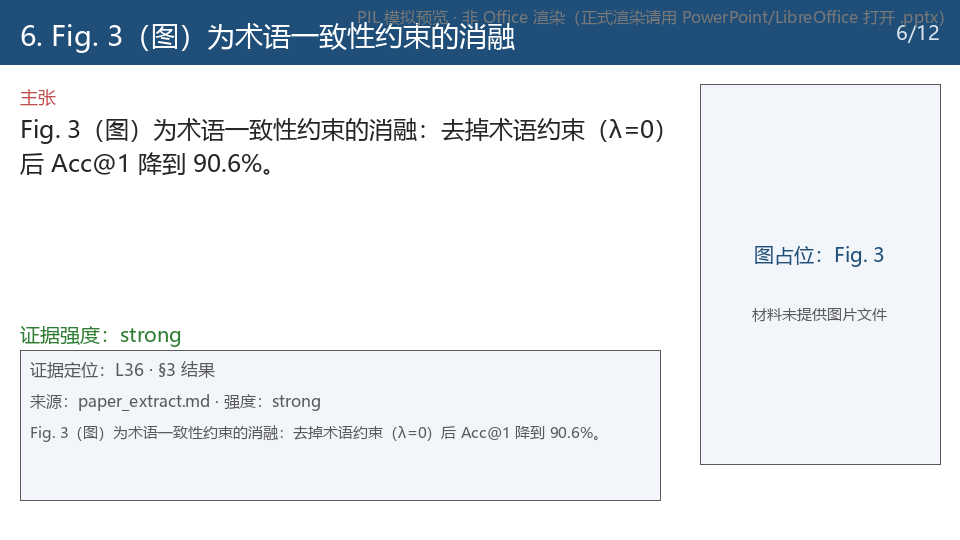 PIL 模拟预览 · 非 Office 渲染（正式渲染请用 PowerPoint/LibreOffice 打开 .pptx）
6. Fig. 3（图）为术语一致性约束的消融
6/12
主张
Fig. 3（图）为术语一致性约束的消融：去掉术语约束（λ=0）
后 Acc@1 降到 90.6%。
图占位：Fig. 3
材料未提供图片文件
证据强度：strong
证据定位：L36 · §3 结果
来源：paper_extract.md · 强度：strong
Fig. 3（图）为术语一致性约束的消融：去掉术语约束（λ=0）后 Acc@1 降到 90.6%。